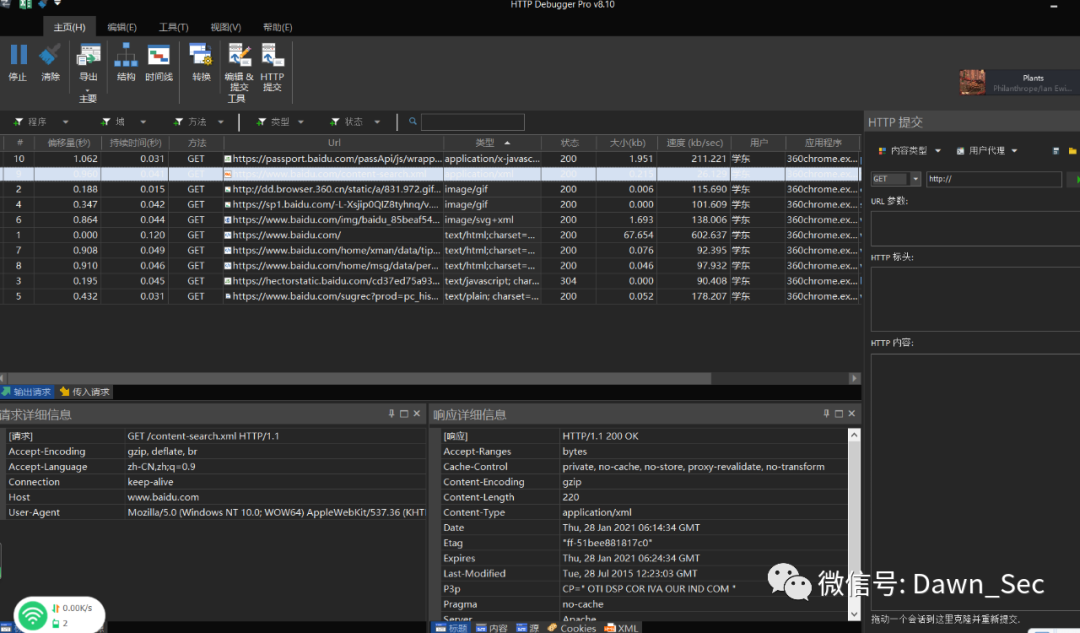 HTTP Debugger Pro v8.10
主页(H) 编辑(E) 工具(T) 视图(V) 帮助(E)
停止 清除 导出 结构 时间线 转换 编辑 & 提交 HTTP 提交
主要 工具
Plants
Philanthrope/Ian Ewi...
程序 域 方法 类型 状态
HTTP 提交
# 偏移量(秒) 持续时间(秒) 方法 Url 类型 状态 大小(kb) 速度 (kb/sec) 用户 应用程序
10 1.062 0.031 GET https://passport.baidu.com/passApi/js/wrapp... application/x-javasc... 200 1.951 211.221 学东 360chrome.ex...
2 0.188 0.015 GET http://dd.browser.360.cn/static/a/831.972.gif... image/gif 200 0.006 115.690 学东 360chrome.ex...
4 0.347 0.042 GET https://sp1.baidu.com/-L-Xsjip0QIZ8tyhnq/v.... image/gif 200 0.000 101.609 学东 360chrome.ex...
6 0.864 0.044 GET https://www.baidu.com/img/baidu_85beaf54... image/svg+xml 200 1.693 138.006 学东 360chrome.ex...
1 0.000 0.120 GET https://www.baidu.com/ text/html;charset=... 200 67.654 602.637 学东 360chrome.ex...
7 0.908 0.049 GET https://www.baidu.com/home/xman/data/tip... text/html;charset=... 200 0.076 92.395 学东 360chrome.ex...
8 0.910 0.046 GET https://www.baidu.com/home/msg/data/per... text/html;charset=... 200 0.046 97.932 学东 360chrome.ex...
3 0.195 0.045 GET https://hectorstatic.baidu.com/cd37ed75a93... text/javascript; char... 304 0.000 90.408 学东 360chrome.ex...
5 0.432 0.031 GET https://www.baidu.com/sugrec?prod=pc_his... text/plain; charset=... 200 0.052 178.207 学东 360chrome.ex...
内容类型 用户代理
GET http://
URL 参数:
HTTP 标头:
HTTP 内容:
输出请求 传入请求
请求详细信息
[请求] GET /content-search.xml HTTP/1.1
Accept-Encoding gzip, deflate, br
Accept-Language zh-CN,zh;q=0.9
Connection keep-alive
Host www.baidu.com
User-Agent Mozilla/5.0 (Windows NT 10.0; WOW64) AppleWebKit/537.36 (KHT
响应详细信息
[响应] HTTP/1.1 200 OK
Accept-Ranges bytes
Cache-Control private, no-cache, no-store, proxy-revalidate, no-transform
Content-Encoding gzip
Content-Length 220
Content-Type application/xml
Date Thu, 28 Jan 2021 06:14:34 GMT
Etag "ff-51bee881817c0"
Expires Thu, 28 Jan 2021 06:24:34 GMT
Last-Modified Tue, 28 Jul 2015 12:23:03 GMT
P3p CP=" OTI DSP COR IVA OUR IND COM "
Pragma no-cache
Server Apache
标题 内容 源 Cookies XML
拖动一个会话到这里克隆并重新提交.
0.00K/s
2
微信号: Dawn_Sec